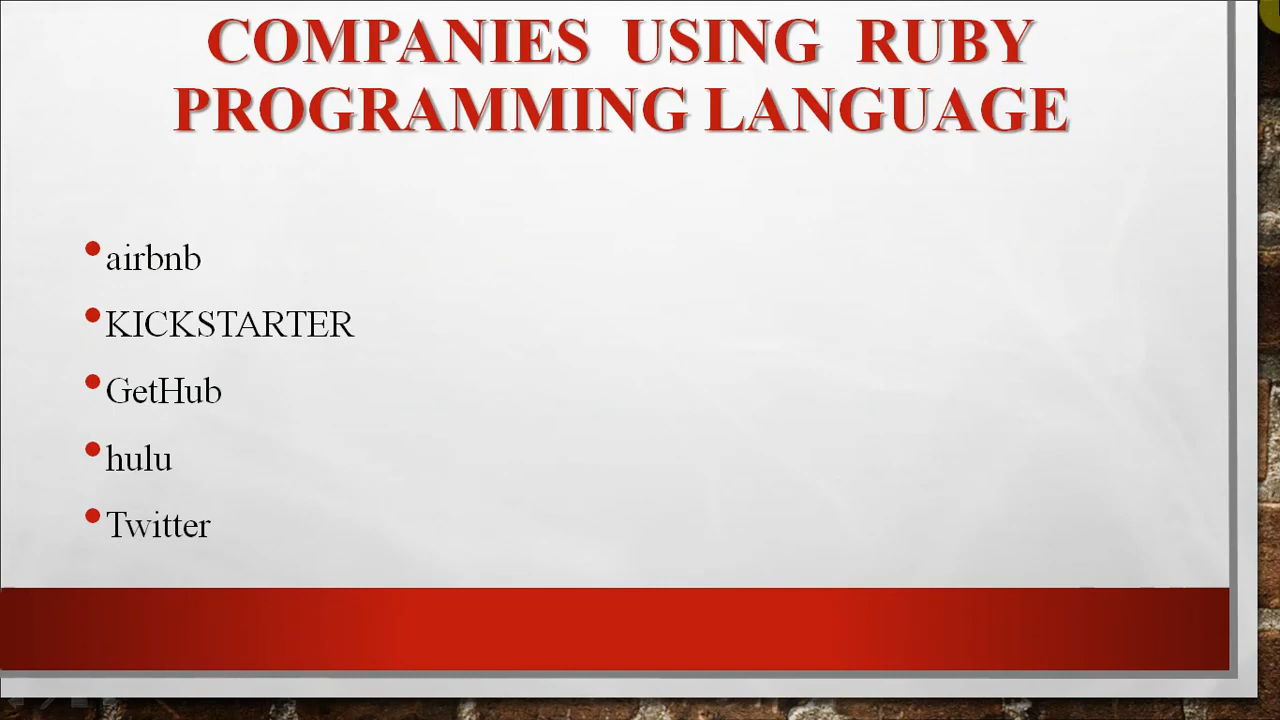 COMPANIES USING RUBY
PROGRAMMING LANGUAGE
•airbnb
•KICKSTARTER
•GetHub
•hulu
•Twitter